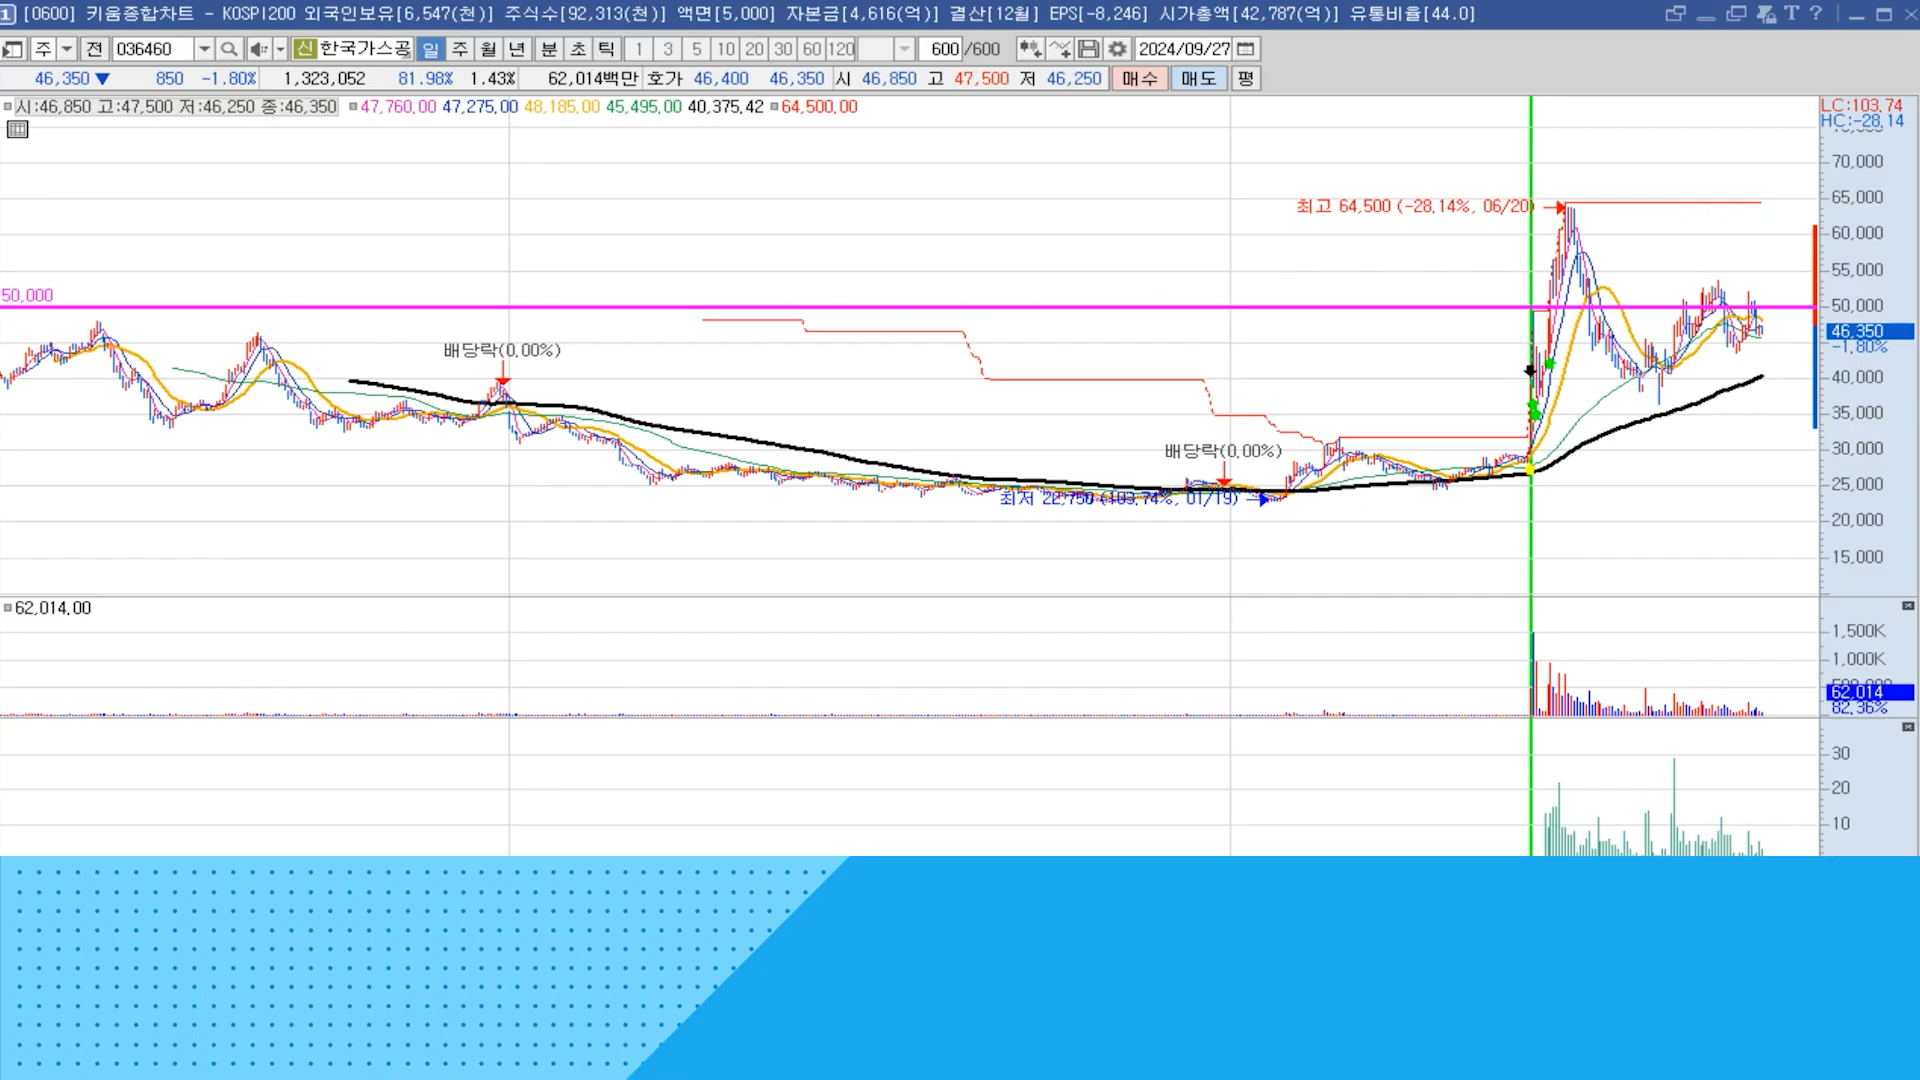 1 [0600] 키움종합차트 - KOSPI200 외국인보유[6,547(천)] 주식수[92,313(천)] 액면[5,000] 자본금[4,616(억)] 결산[12월] EPS[-8,246] 시가총액[42,787(억)] 유통비율[44.0] T ?
주 전 036460 신 한국가스공 일 주 월 년 분 초 틱 1 3 5 10 20 30 60 120 600 /600 2024/09/27
46,350 ▼ 850 -1.80% 1,323,052 81.98% 1.43% 62,014백만 호가 46,400 46,350 시 46,850 고 47,500 저 46,250 매수 매도 평
시:46,850 고:47,500 저:46,250 종:46,350 47,760.00 47,275.00 48,185.00 45,495.00 40,375.42 64,500.00
LC:103.74
HC:-28.14
70,000
65,000
최고 64,500 (-28.14%, 06/20)
60,000
55,000
50,000
50,000
46,350
-1.80%
배당락(0.00%)
40,000
35,000
배당락(0.00%)
30,000
25,000
최저 22,750 (103.74%, 01/19)
20,000
15,000
62,014.00
1,500K
1,000K
62,014
82.36%
30
20
10